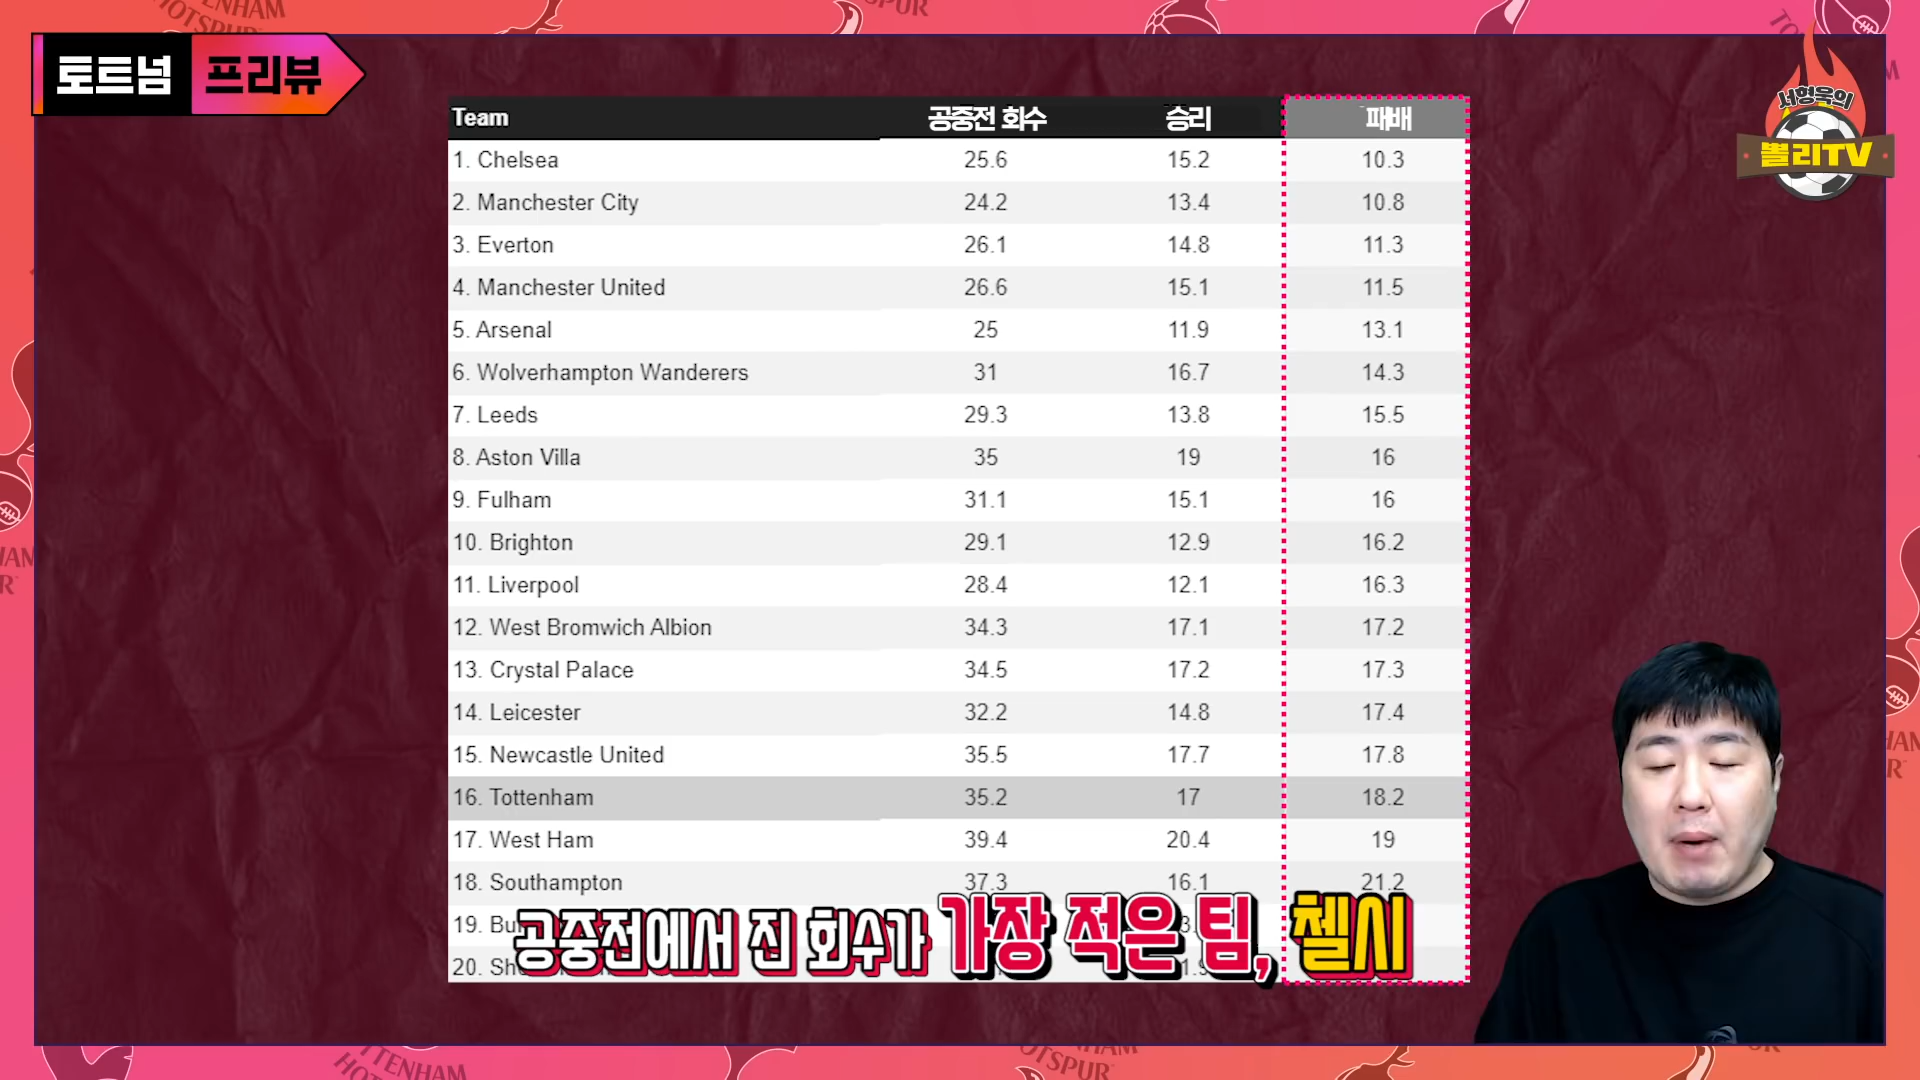 토트넘 프리뷰
서형욱의
뽈리TV
Team 공중전 회수 승리 패배
1. Chelsea 25.6 15.2 10.3
2. Manchester City 24.2 13.4 10.8
3. Everton 26.1 14.8 11.3
4. Manchester United 26.6 15.1 11.5
5. Arsenal 25 11.9 13.1
6. Wolverhampton Wanderers 31 16.7 14.3
7. Leeds 29.3 13.8 15.5
8. Aston Villa 35 19 16
9. Fulham 31.1 15.1 16
10. Brighton 29.1 12.9 16.2
11. Liverpool 28.4 12.1 16.3
12. West Bromwich Albion 34.3 17.1 17.2
13. Crystal Palace 34.5 17.2 17.3
14. Leicester 32.2 14.8 17.4
15. Newcastle United 35.5 17.7 17.8
16. Tottenham 35.2 17 18.2
17. West Ham 39.4 20.4 19
18. Southampton 37.3 16.1 21.2
19.
20.
공중전에서 진 회수가 가장 적은 팀, 첼시